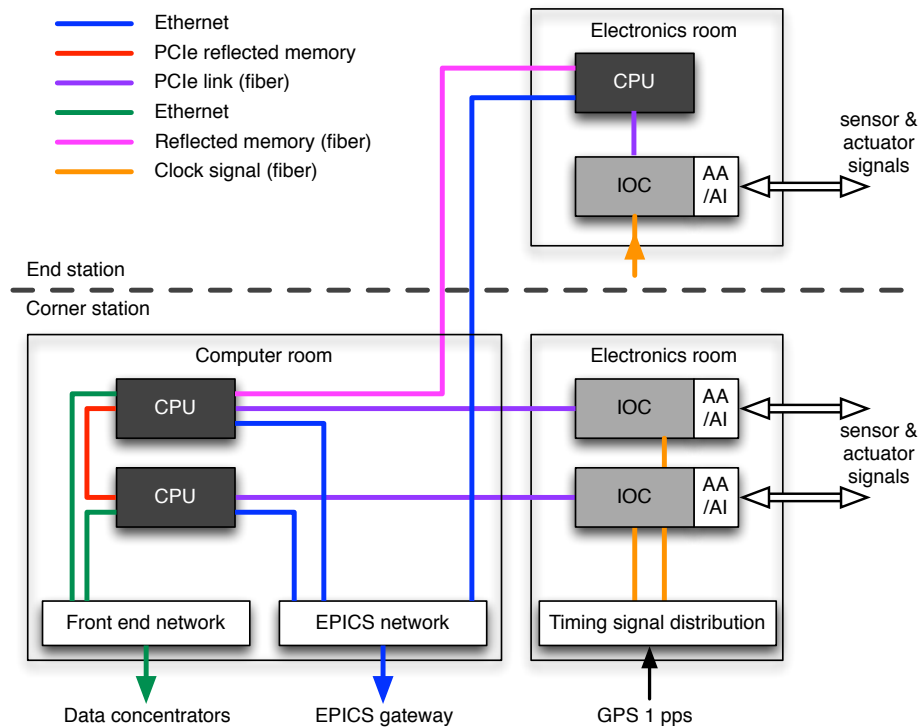 Ethernet
PCIe reflected memory
PCIe link (fiber)
Ethernet
Reflected memory (fiber)
Clock signal (fiber)
Electronics room
CPU
IOC
AA
/AI
sensor &
actuator
signals
End station
Corner station
Computer room
CPU
CPU
Front end network
EPICS network
Data concentrators
EPICS gateway
Electronics room
IOC
AA
/AI
IOC
AA
/AI
sensor &
actuator
signals
Timing signal distribution
GPS 1 pps